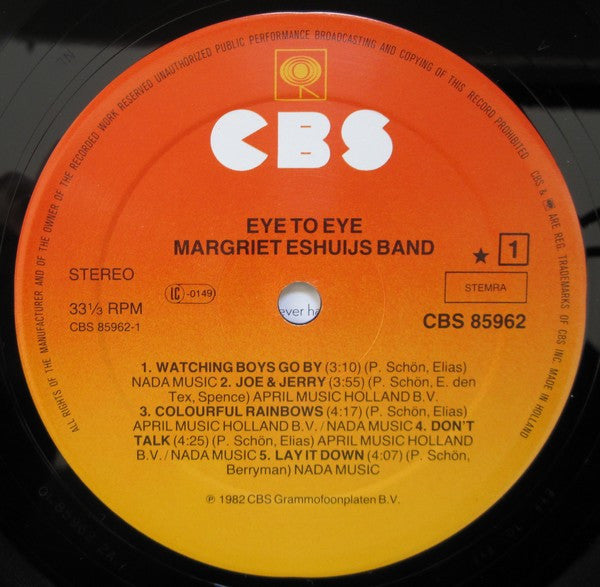 ALL RIGHTS OF THE MANUFACTURER AND OF THE OWNER OF THE RECORDED WORK RESERVED UNAUTHORIZED PUBLIC PERFORMANCE BROADCASTING AND COPYING OF THIS RECORD PROHIBITED
CBS & ARE REG. TRADEMARKS OF CBS INC. MADE IN HOLLAND
CBS
EYE TO EYE
MARGRIET ESHUIJS BAND
★ 1
STEREO
STEMRA
33⅓ RPM
LC-0149
CBS 85962-1
CBS 85962
ever ha
1. WATCHING BOYS GO BY (3:10) (P. Schön, Elias)
NADA MUSIC 2. JOE & JERRY (3:55) (P. Schön, E. den
Tex, Spence) APRIL MUSIC HOLLAND B.V.
3. COLOURFUL RAINBOWS (4:17) (P. Schön, Elias)
APRIL MUSIC HOLLAND B.V. / NADA MUSIC 4. DON'T
TALK (4:25) (P. Schön, Elias) APRIL MUSIC HOLLAND
B.V. / NADA MUSIC 5. LAY IT DOWN (4:07) (P. Schön,
Berryman) NADA MUSIC
℗ 1982 CBS Grammofoonplaten B.V.